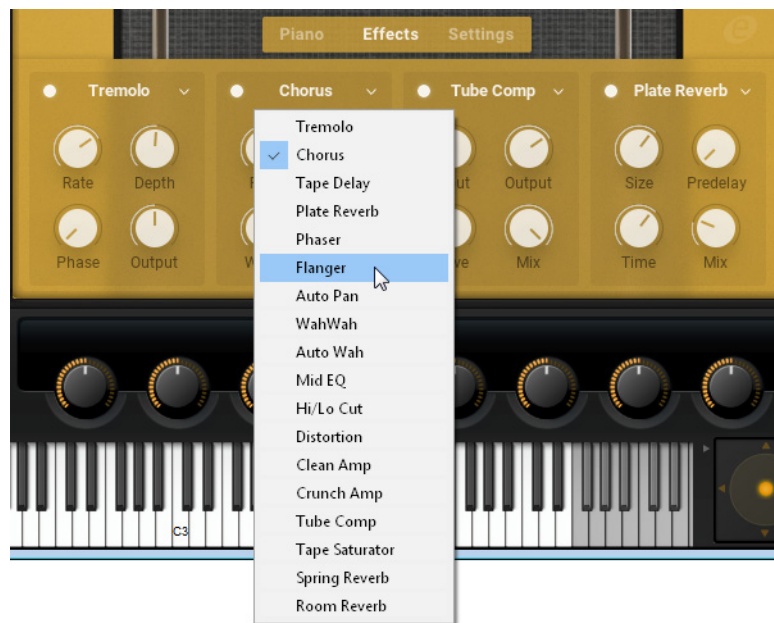 Piano Effects Settings
Tremolo Chorus Tube Comp Plate Reverb
Rate Depth Output Size Predelay
Phase Output Mix Time Mix
Tremolo
Chorus
Tape Delay
Plate Reverb
Phaser
Flanger
Auto Pan
WahWah
Auto Wah
Mid EQ
Hi/Lo Cut
Distortion
Clean Amp
Crunch Amp
Tube Comp
Tape Saturator
Spring Reverb
Room Reverb
C3